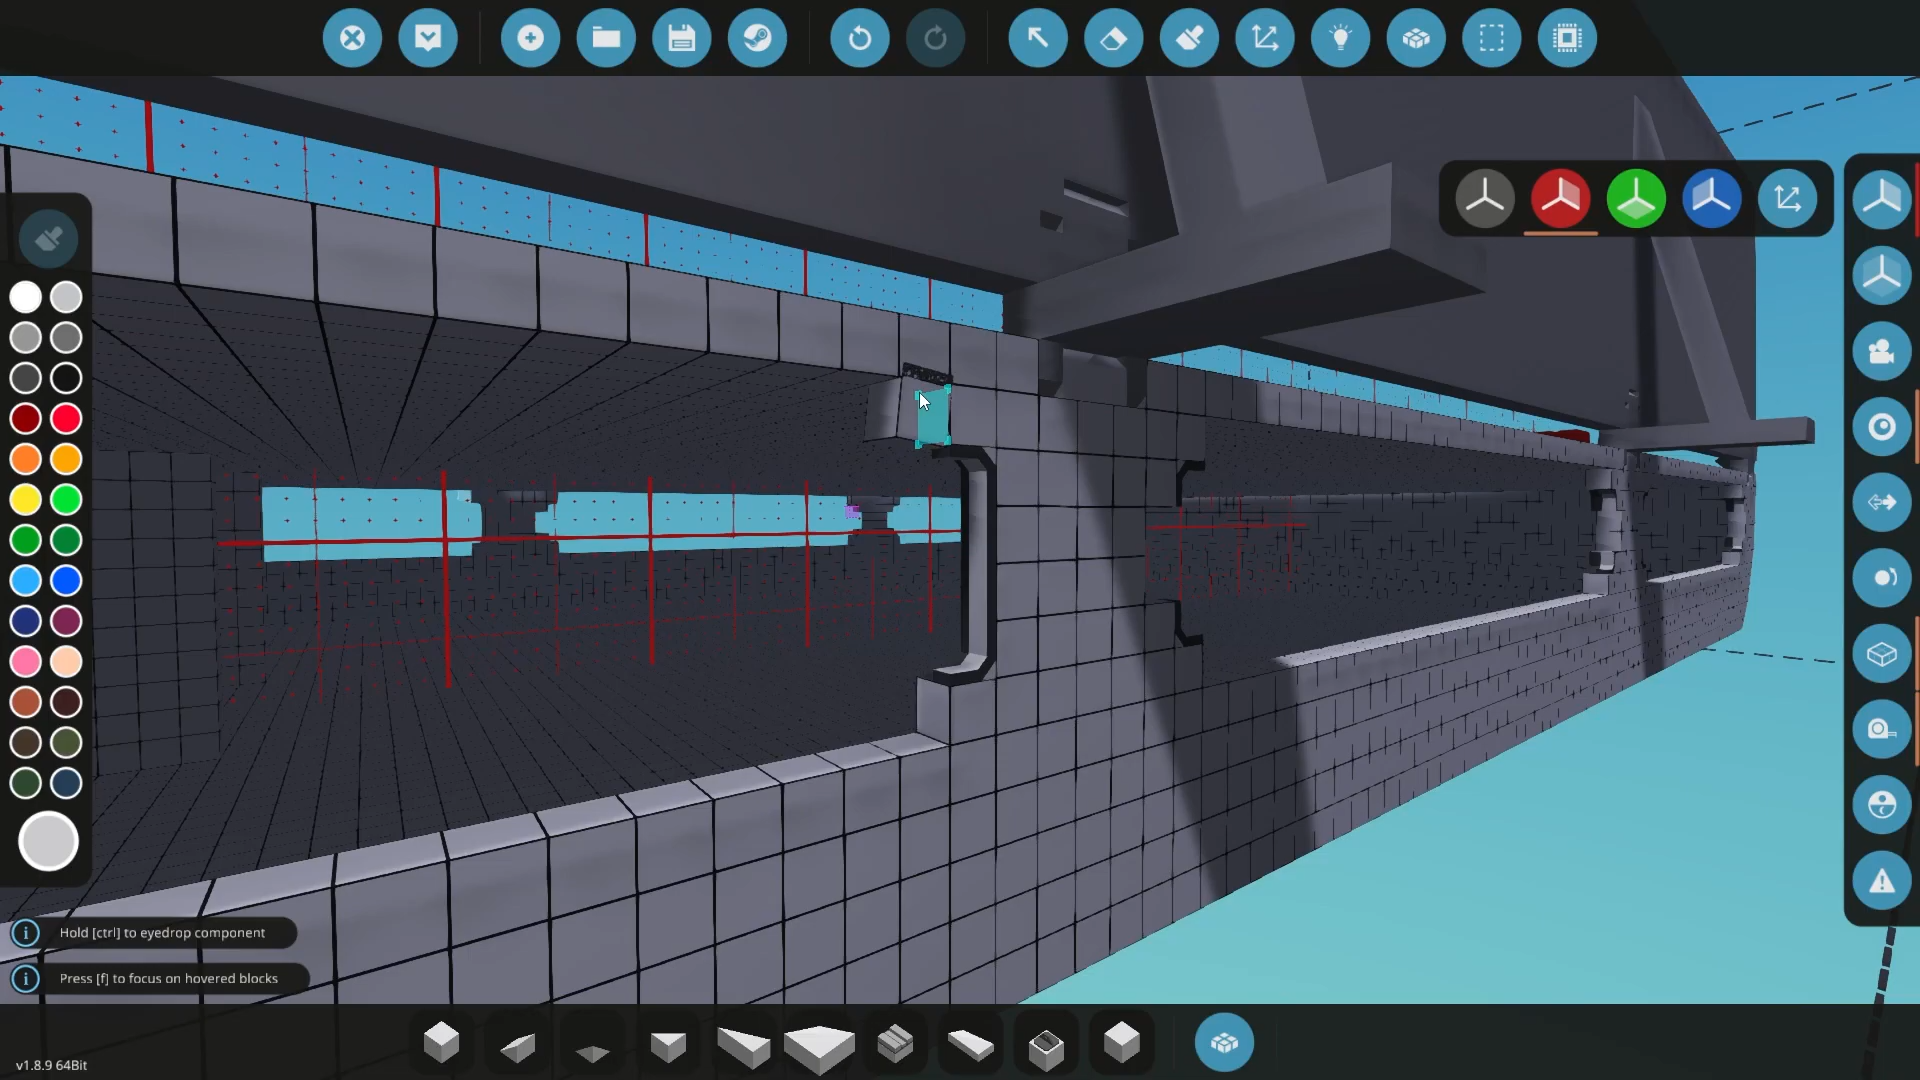 Hold [ctrl] to eyedrop component
Press [f] to focus on hovered blocks
v1.8.9 64Bit